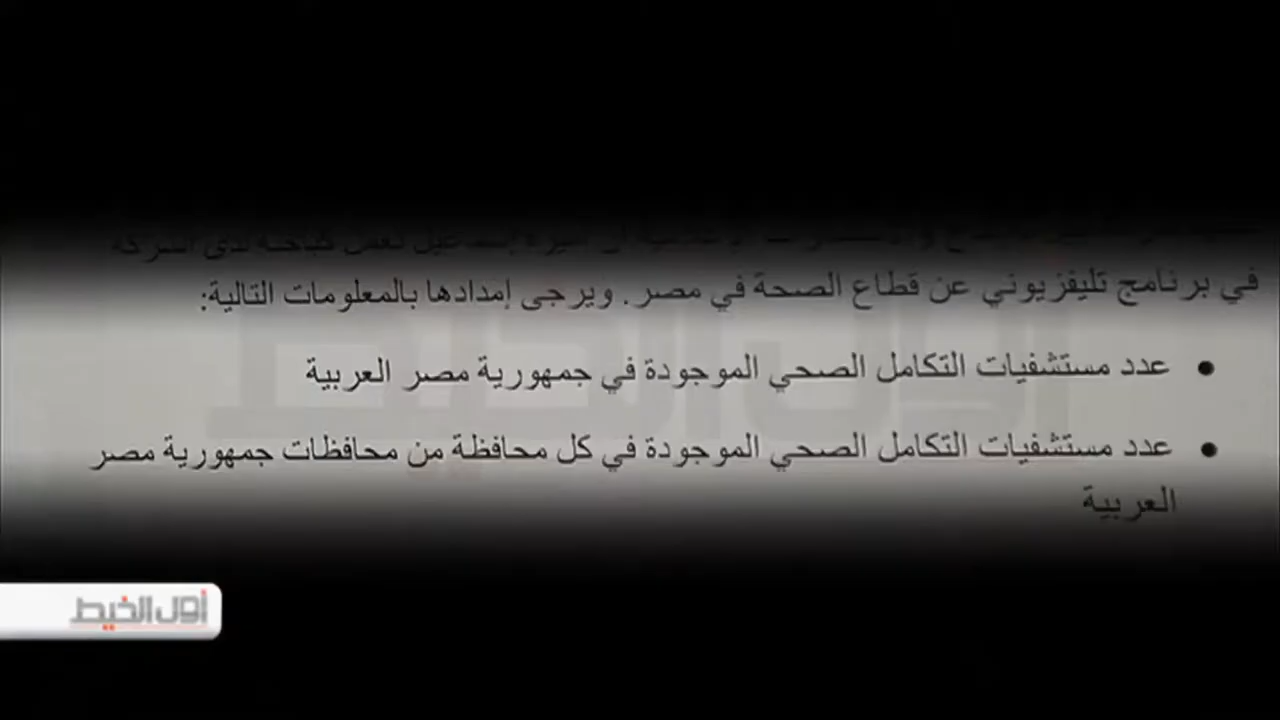 في برنامج تليفزيوني عن قطاع الصحة في مصر. ويرجى إمدادها بالمعلومات التالية:
• عدد مستشفيات التكامل الصحي الموجودة في جمهورية مصر العربية
• عدد مستشفيات التكامل الصحي الموجودة في كل محافظة من محافظات جمهورية مصر
العربية
أول الخيط